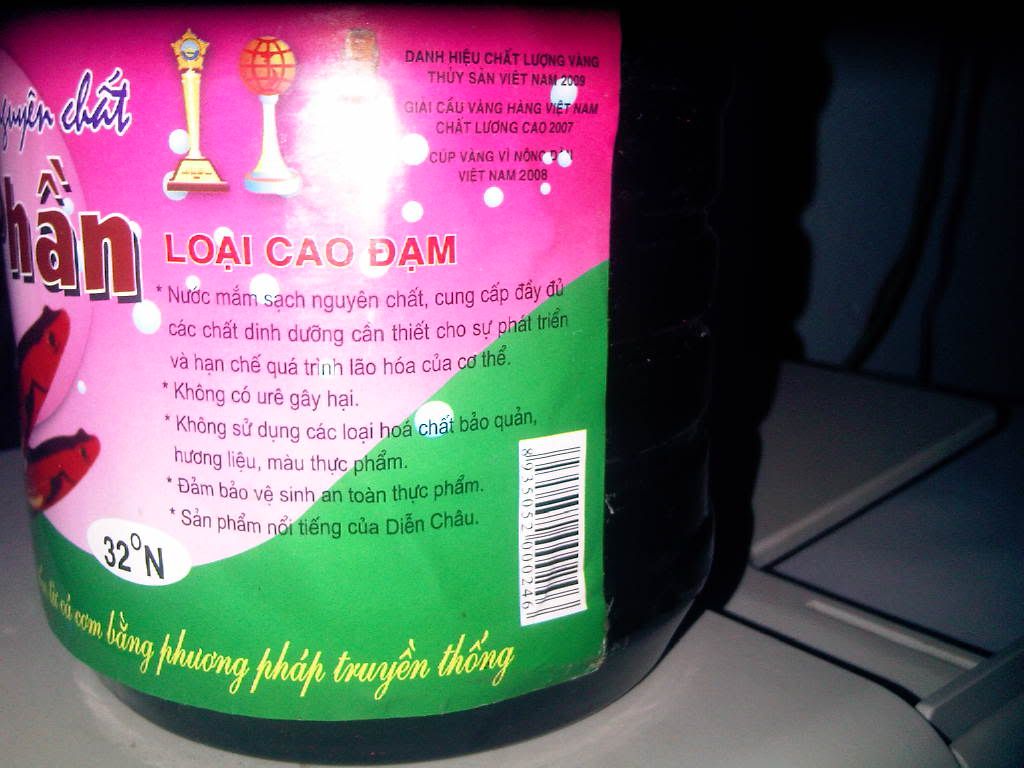 nguyên chất
DANH HIỆU CHẤT LƯỢNG VÀNG
THỦY SẢN VIỆT NAM 2009
GIẢI CẦU VÀNG HÀNG VIỆT NAM
CHẤT LƯƠNG CAO 2007
CÚP VÀNG VÌ NÔNG DÂN
VIỆT NAM 2008
hần
LOẠI CAO ĐẠM
* Nước mắm sạch nguyên chất, cung cấp đầy đủ
các chất dinh dưỡng cần thiết cho sự phát triển
và hạn chế quá trình lão hóa của cơ thể.
* Không có urê gây hại.
* Không sử dụng các loại hoá chất bảo quản,
hương liệu, màu thực phẩm.
* Đảm bảo vệ sinh an toàn thực phẩm.
* Sản phẩm nổi tiếng của Diễn Châu.
32°N
8935052000246
từ cá cơm bằng phương pháp truyền thống